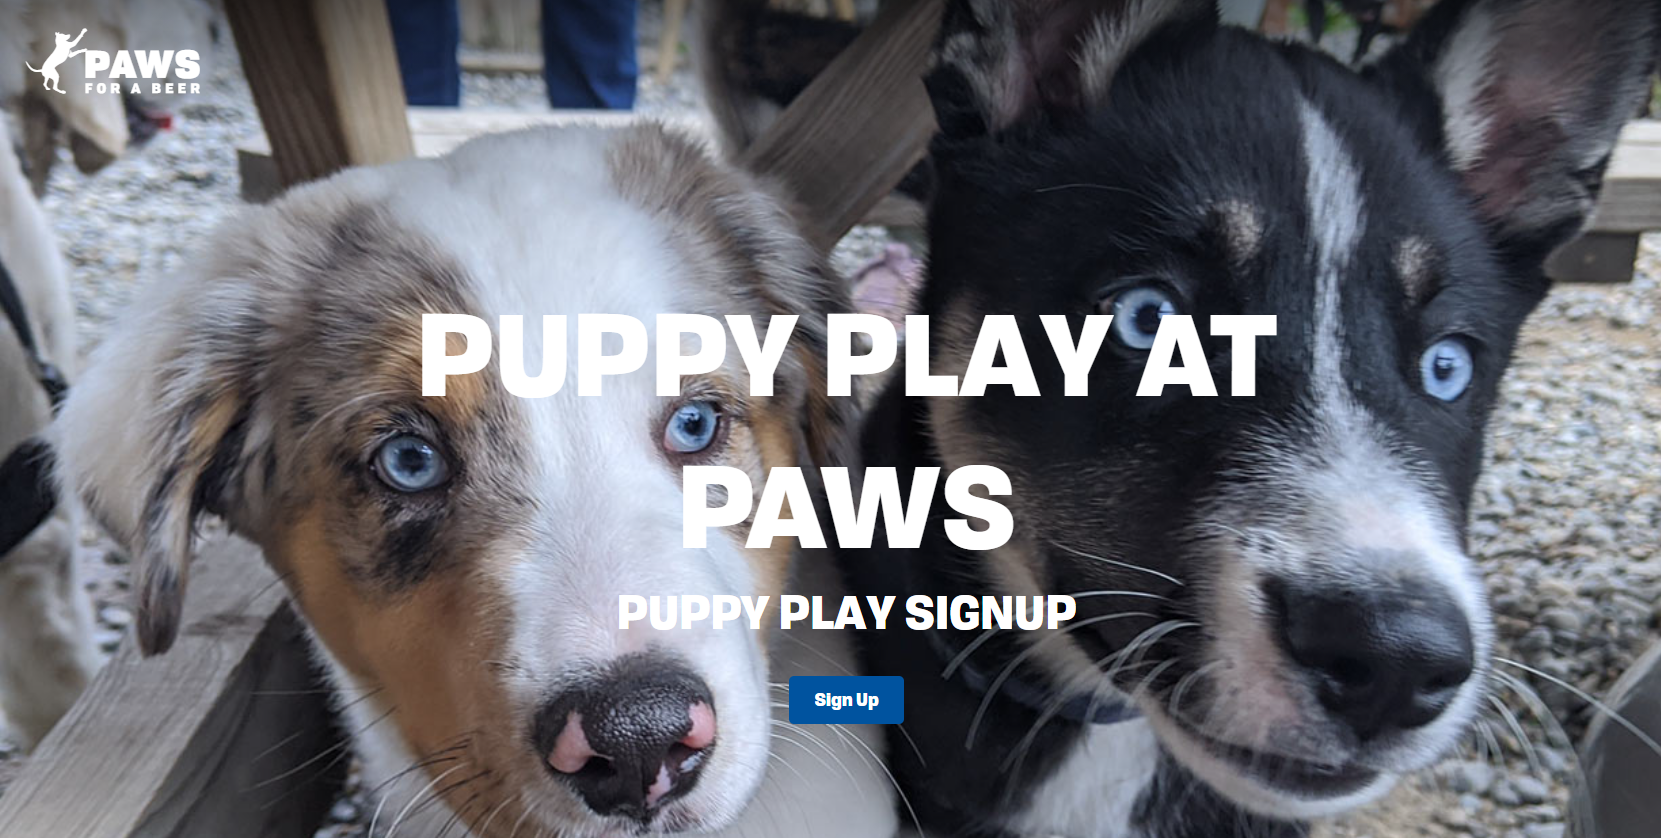 PAWS
FOR A BEER
PUPPY PLAY AT
PAWS
PUPPY PLAY SIGNUP
Sign Up